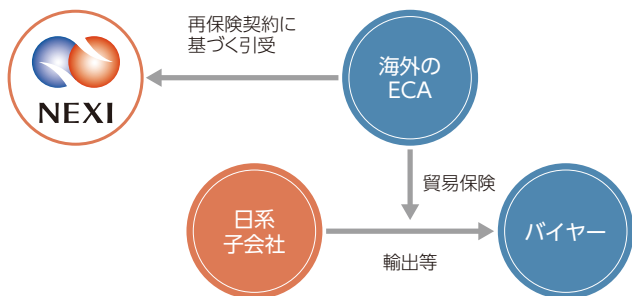 再保険契約に
基づく引受
NEXI
海外の
ECA
貿易保険
日系
子会社
輸出等
バイヤー